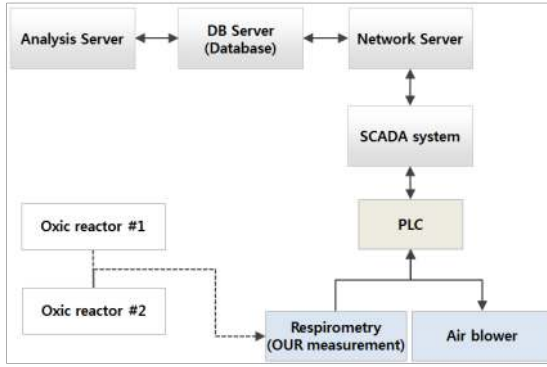 Analysis Server
DB Server
(Database)
Network Server
SCADA system
PLC
Oxic reactor #1
Oxic reactor #2
Respirometry
(OUR measurement)
Air blower